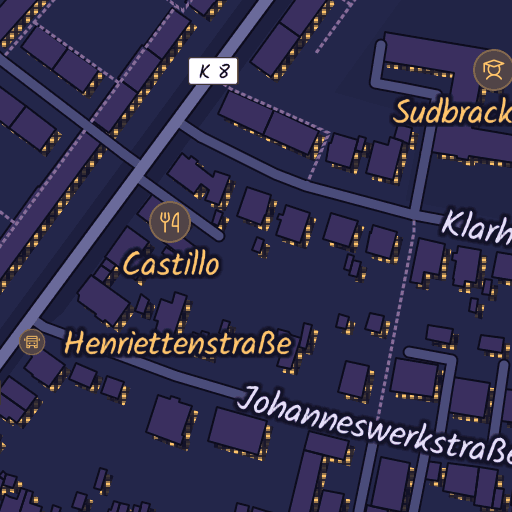 K 8
Sudbrack
Klarh
Castillo
Henriettenstraße
Johanneswerkstraße